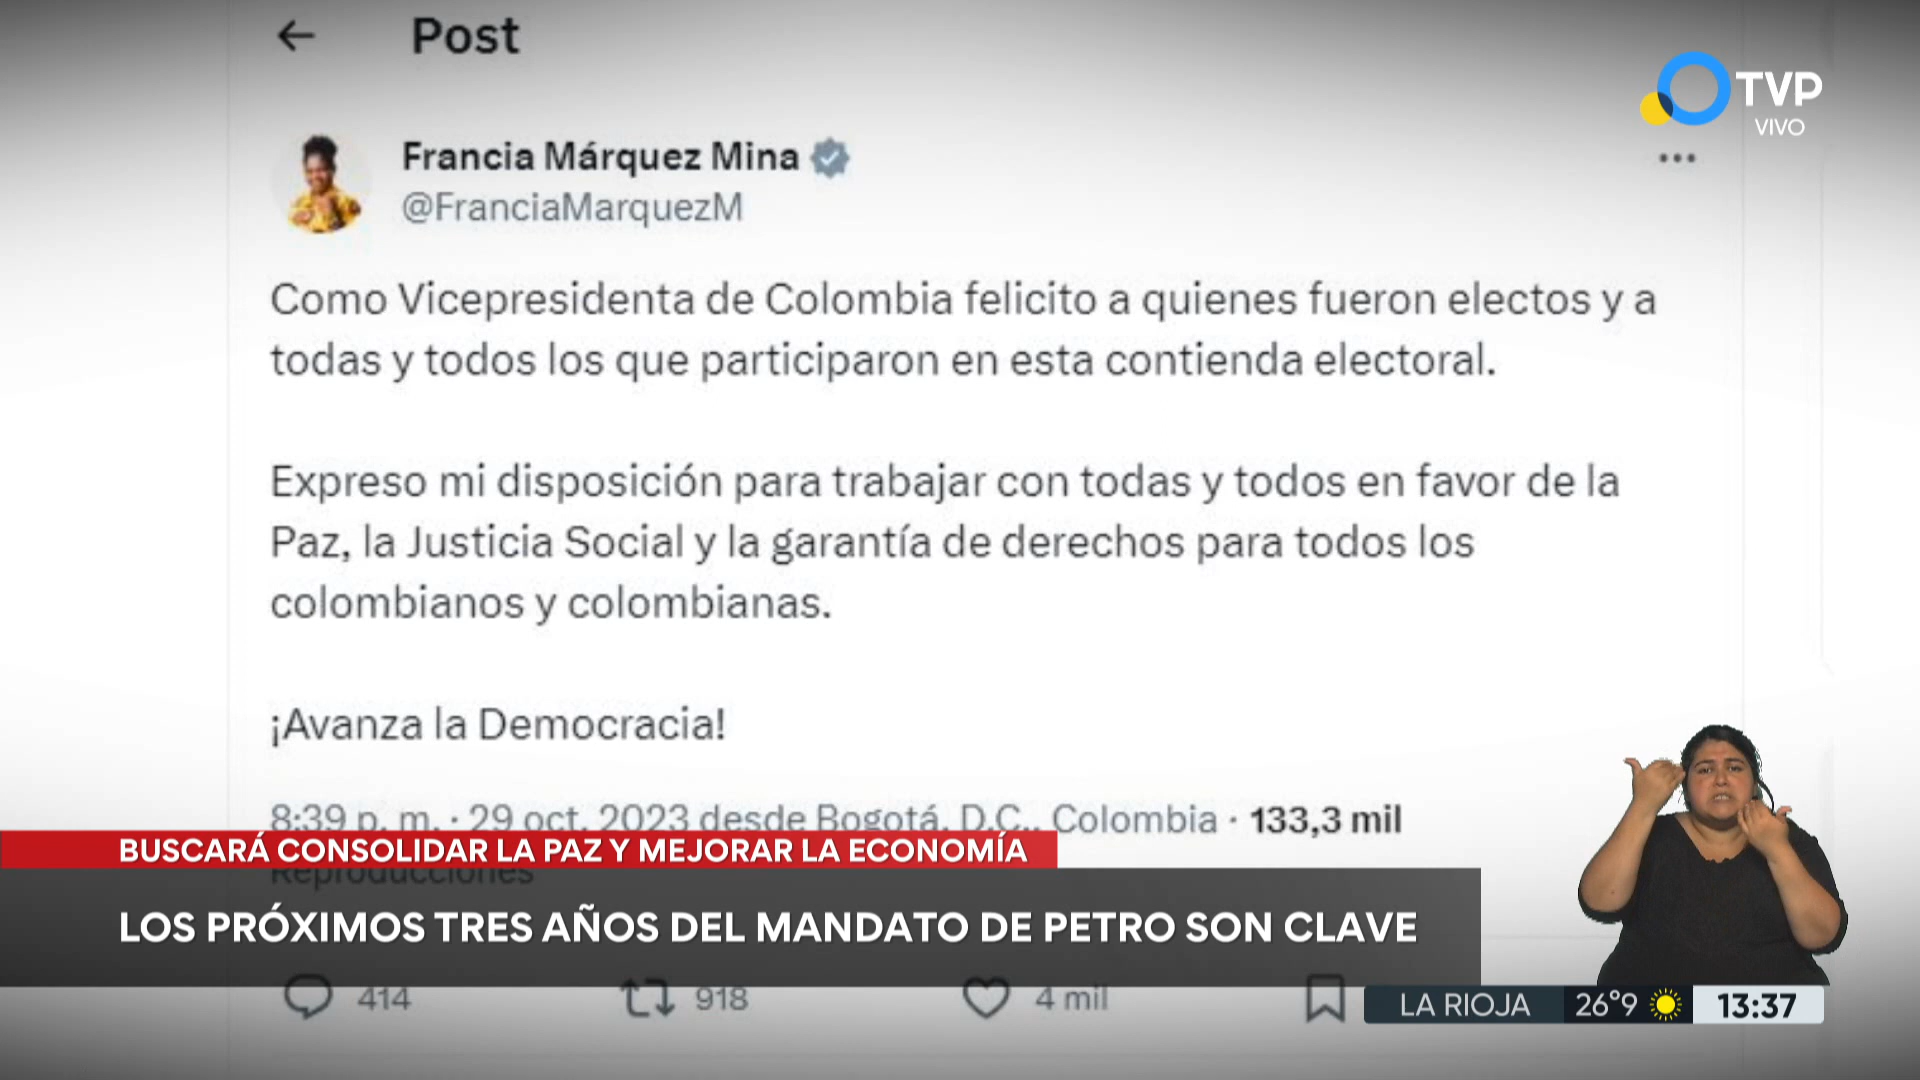 Post
TVP
VIVO
Francia Márquez Mina
@FranciaMarquezM
Como Vicepresidenta de Colombia felicito a quienes fueron electos y a
todas y todos los que participaron en esta contienda electoral.
Expreso mi disposición para trabajar con todas y todos en favor de la
Paz, la Justicia Social y la garantía de derechos para todos los
colombianos y colombianas.
¡Avanza la Democracia!
8:39 p. m. · 29 oct. 2023 desde Bogotá, D.C., Colombia · 133,3 mil
Reproducciones
BUSCARÁ CONSOLIDAR LA PAZ Y MEJORAR LA ECONOMÍA
LOS PRÓXIMOS TRES AÑOS DEL MANDATO DE PETRO SON CLAVE
414 918 4 mil
LA RIOJA 26°9 13:37